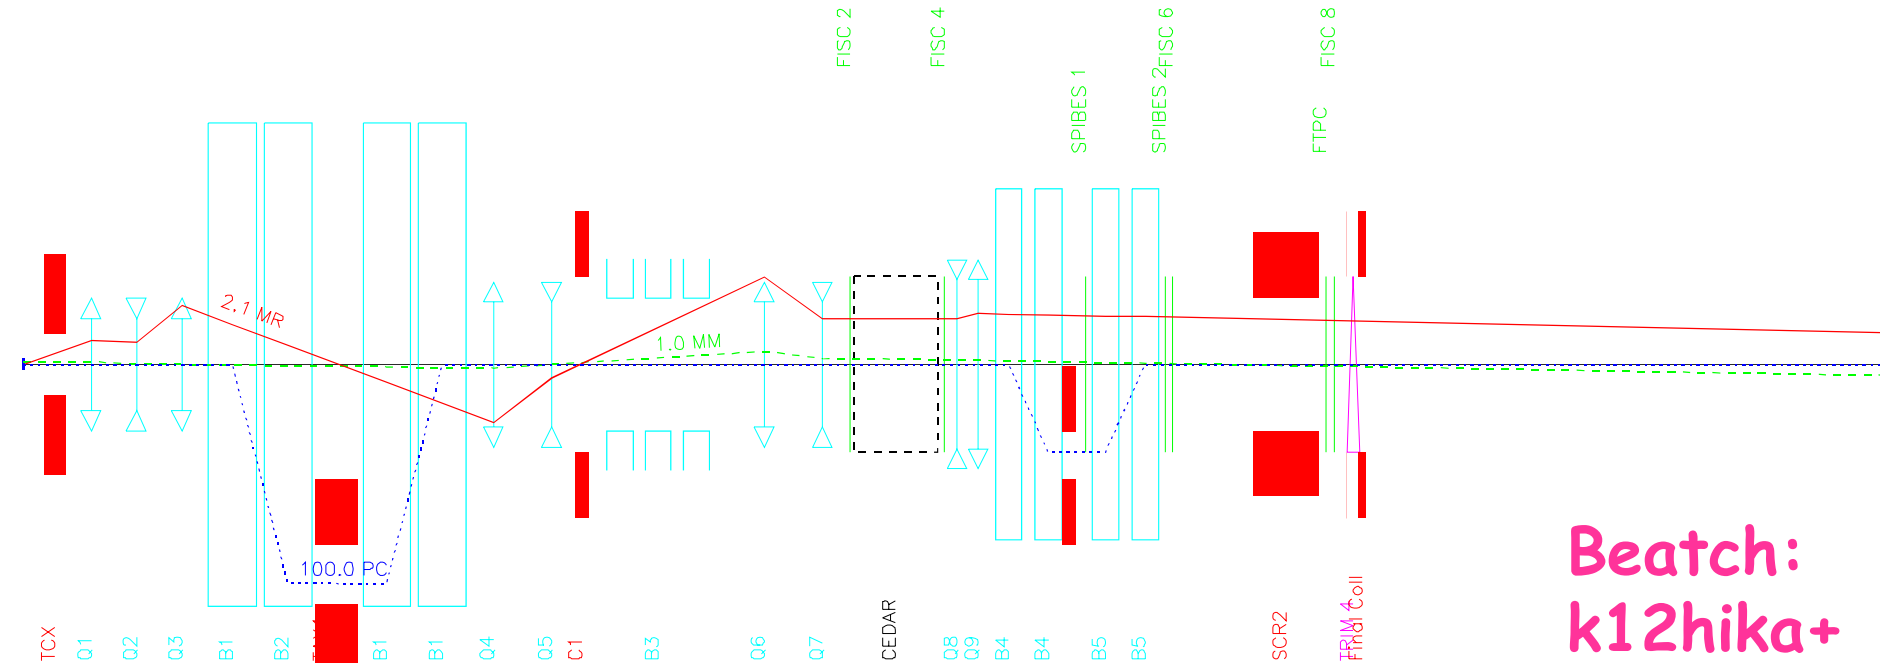 FISC 2
FISC 4
FISC 6
FISC 8
SPIBES 1
SPIBES 2
FTPC
2.1 MR
1.0 MM
100.0 PC
Beatch:
k12hika+
TCX
Q1
Q2
Q3
B1
B2
B1
B1
Q4
Q5
C1
B3
Q6
Q7
CEDAR
Q8
Q9
B4
B4
B5
B5
SCR2
TRIM 4
Final Coll